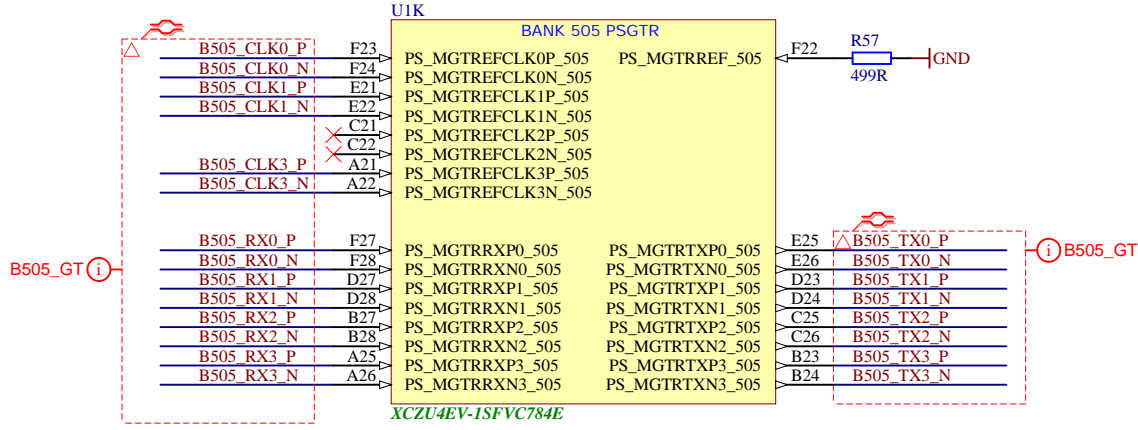 U1K
BANK 505 PSGTR
B505_CLK0_P F23 PS_MGTREFCLK0P_505 PS_MGTRREF_505 F22 R57 499R GND
B505_CLK0_N F24 PS_MGTREFCLK0N_505
B505_CLK1_P E21 PS_MGTREFCLK1P_505
B505_CLK1_N E22 PS_MGTREFCLK1N_505
C21 PS_MGTREFCLK2P_505
C22 PS_MGTREFCLK2N_505
B505_CLK3_P A21 PS_MGTREFCLK3P_505
B505_CLK3_N A22 PS_MGTREFCLK3N_505
B505_RX0_P F27 PS_MGTRRXP0_505 PS_MGTRTXP0_505 E25 B505_TX0_P
B505_GT i B505_RX0_N F28 PS_MGTRRXN0_505 PS_MGTRTXN0_505 E26 B505_TX0_N i B505_GT
B505_RX1_P D27 PS_MGTRRXP1_505 PS_MGTRTXP1_505 D23 B505_TX1_P
B505_RX1_N D28 PS_MGTRRXN1_505 PS_MGTRTXN1_505 D24 B505_TX1_N
B505_RX2_P B27 PS_MGTRRXP2_505 PS_MGTRTXP2_505 C25 B505_TX2_P
B505_RX2_N B28 PS_MGTRRXN2_505 PS_MGTRTXN2_505 C26 B505_TX2_N
B505_RX3_P A25 PS_MGTRRXP3_505 PS_MGTRTXP3_505 B23 B505_TX3_P
B505_RX3_N A26 PS_MGTRRXN3_505 PS_MGTRTXN3_505 B24 B505_TX3_N
XCZU4EV-1SFVC784E